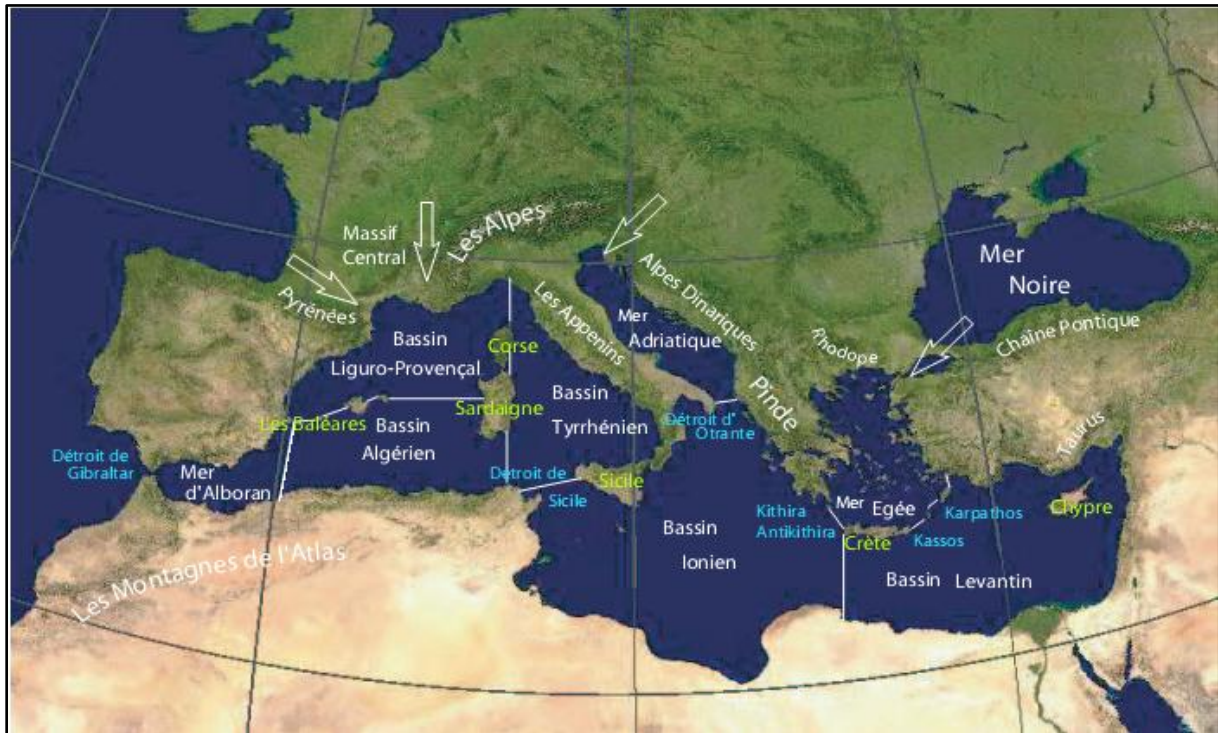 Massif
Central
Les Alpes
Pyrénées
Alpes Dinariques
Les Appenins
Mer
Noire
Chaîne Pontique
Rhodope
Mer
Adriatique
Bassin
Liguro-Provençal
Corse
Pinde
Bassin
Tyrrhénien
Sardaigne
Les Baléares
Bassin
Algérien
Détroit d'
Otrante
Taurus
Détroit de
Gibraltar
Mer
d'Alboran
Détroit de
Sicile
Sicile
Kithira
Antikithira
Mer Egée
Karpathos
Chypre
Crète
Kassos
Bassin
Ionien
Bassin Levantin
Les Montagnes de l'Atlas